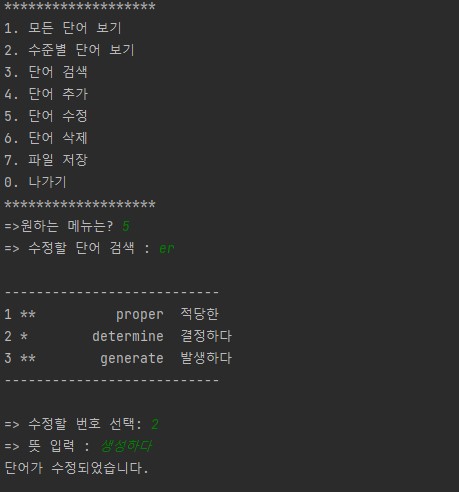 *******************
1. 모든 단어 보기
2. 수준별 단어 보기
3. 단어 검색
4. 단어 추가
5. 단어 수정
6. 단어 삭제
7. 파일 저장
0. 나가기
*******************
=>원하는 메뉴는? 5
=> 수정할 단어 검색 : er
---------------------------
1 ** proper 적당한
2 * determine 결정하다
3 ** generate 발생하다
---------------------------
=> 수정할 번호 선택: 2
=> 뜻 입력 : 생성하다
단어가 수정되었습니다.